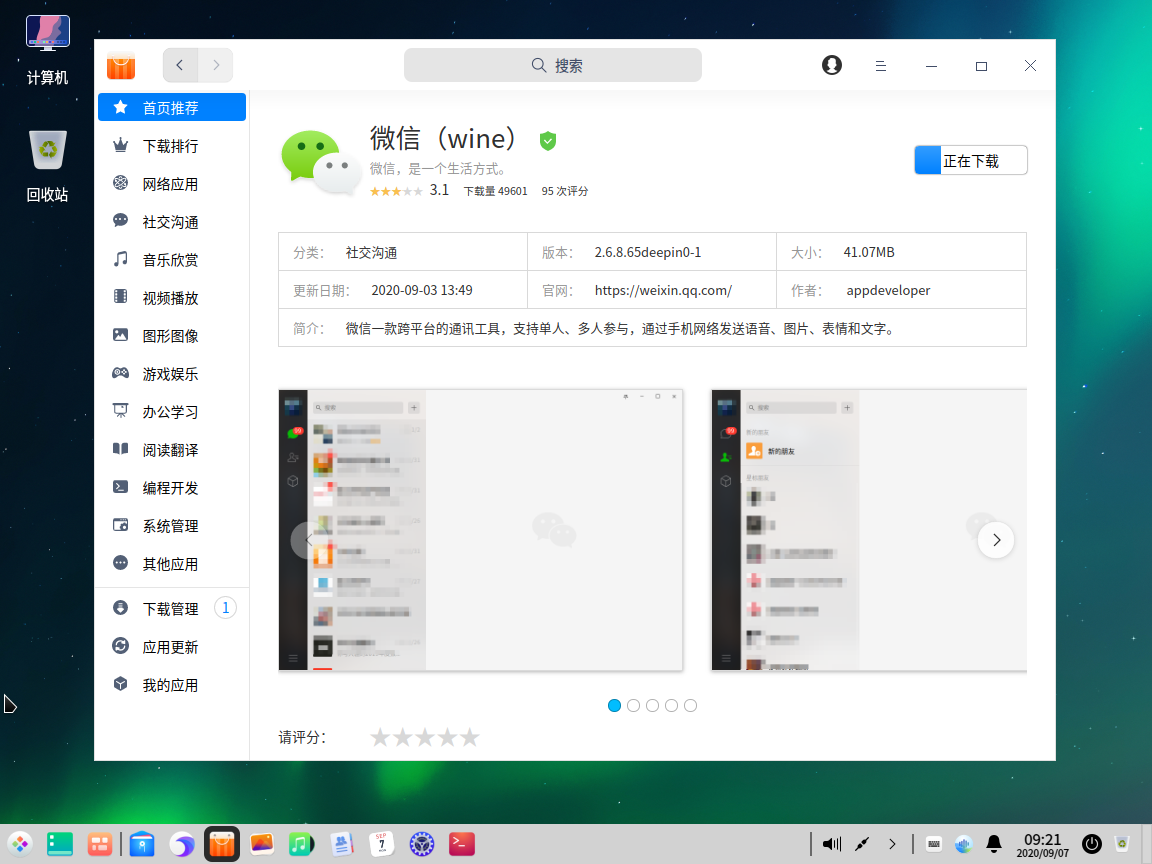 计算机
回收站
搜索
首页推荐
下载排行
网络应用
社交沟通
音乐欣赏
视频播放
图形图像
游戏娱乐
办公学习
阅读翻译
编程开发
系统管理
其他应用
下载管理 1
应用更新
我的应用
微信（wine）
微信，是一个生活方式。
3.1 下载量 49601 95 次评分
正在下载
分类： 社交沟通 版本： 2.6.8.65deepin0-1 大小： 41.07MB
更新日期： 2020-09-03 13:49 官网： https://weixin.qq.com/ 作者： appdeveloper
简介： 微信一款跨平台的通讯工具，支持单人、多人参与，通过手机网络发送语音、图片、表情和文字。
搜索
搜索
新的朋友
新的朋友
星标朋友
请评分：
SEP
7
09:21
2020/09/07